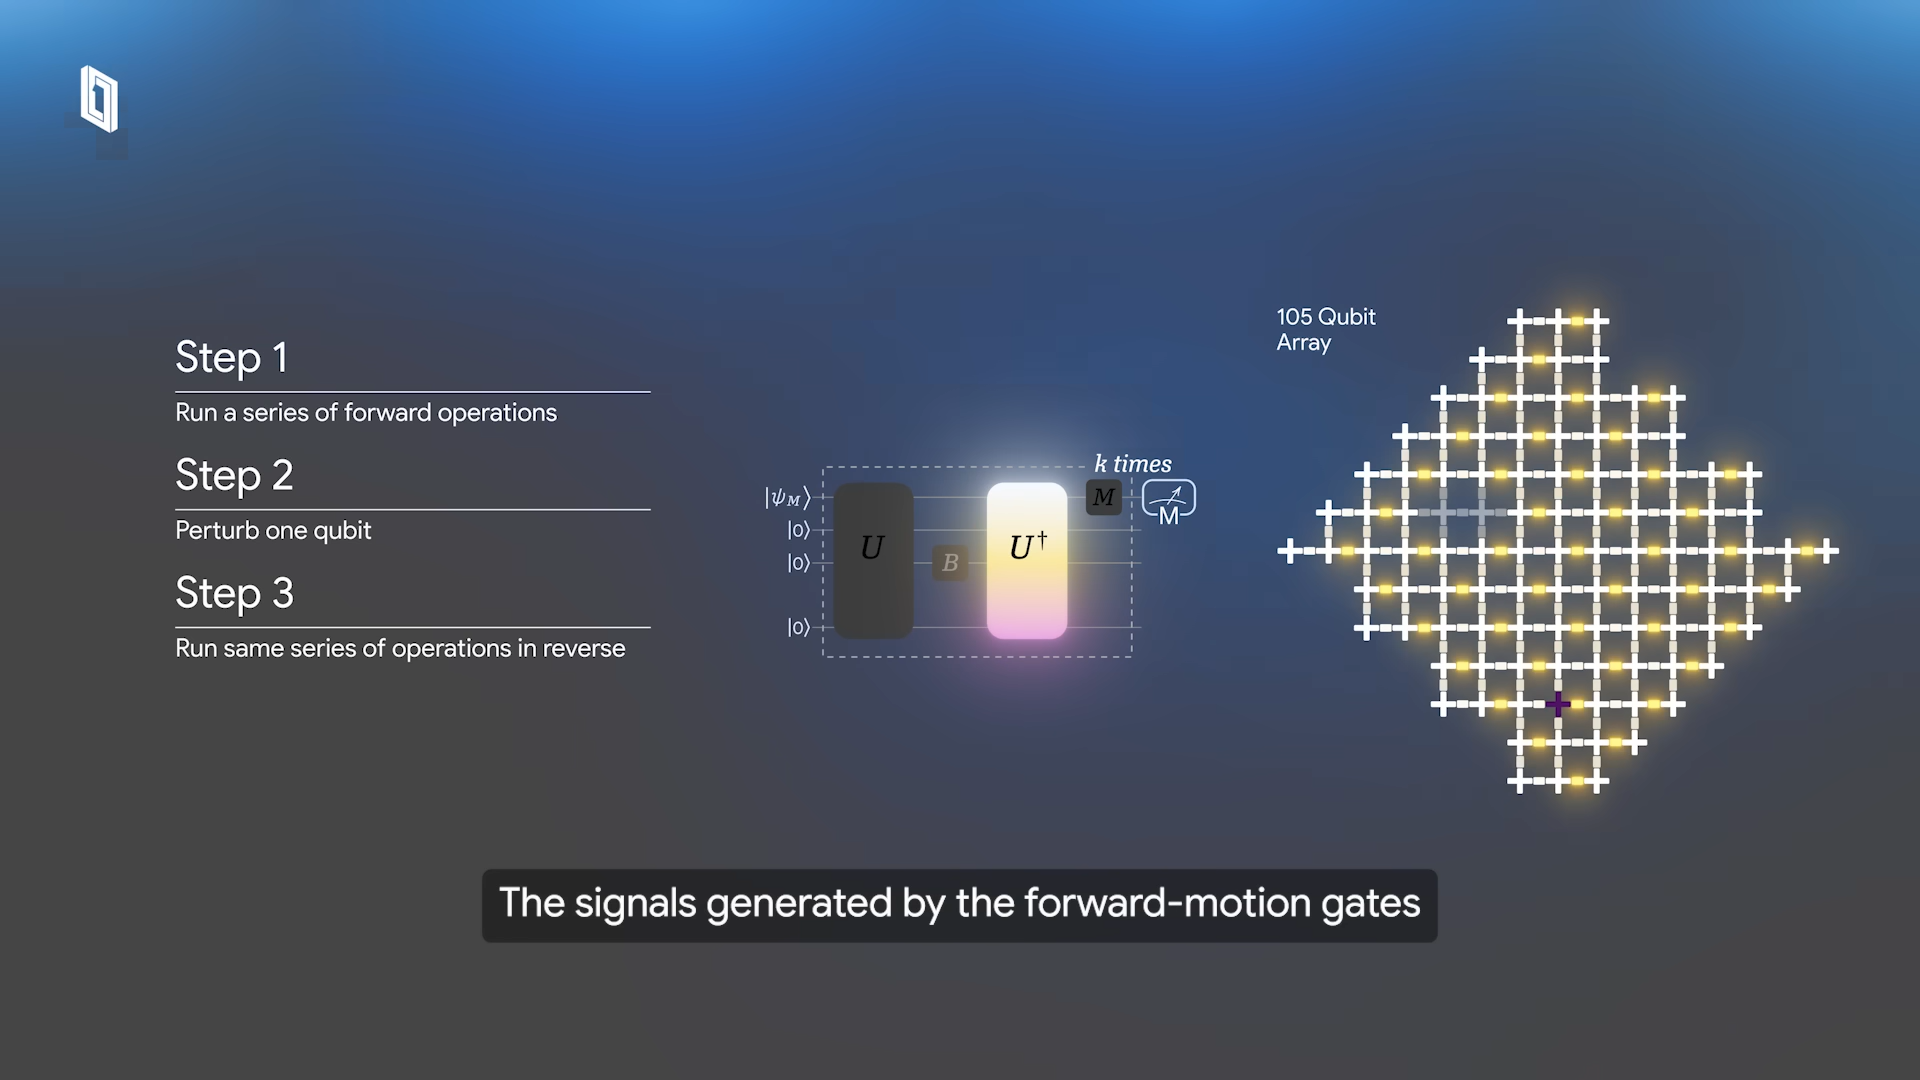 Step 1
Run a series of forward operations
Step 2
Perturb one qubit
Step 3
Run same series of operations in reverse
k times
|ψM⟩
|0⟩
|0⟩
|0⟩
U
B
U†
M
M
105 Qubit
Array
The signals generated by the forward-motion gates